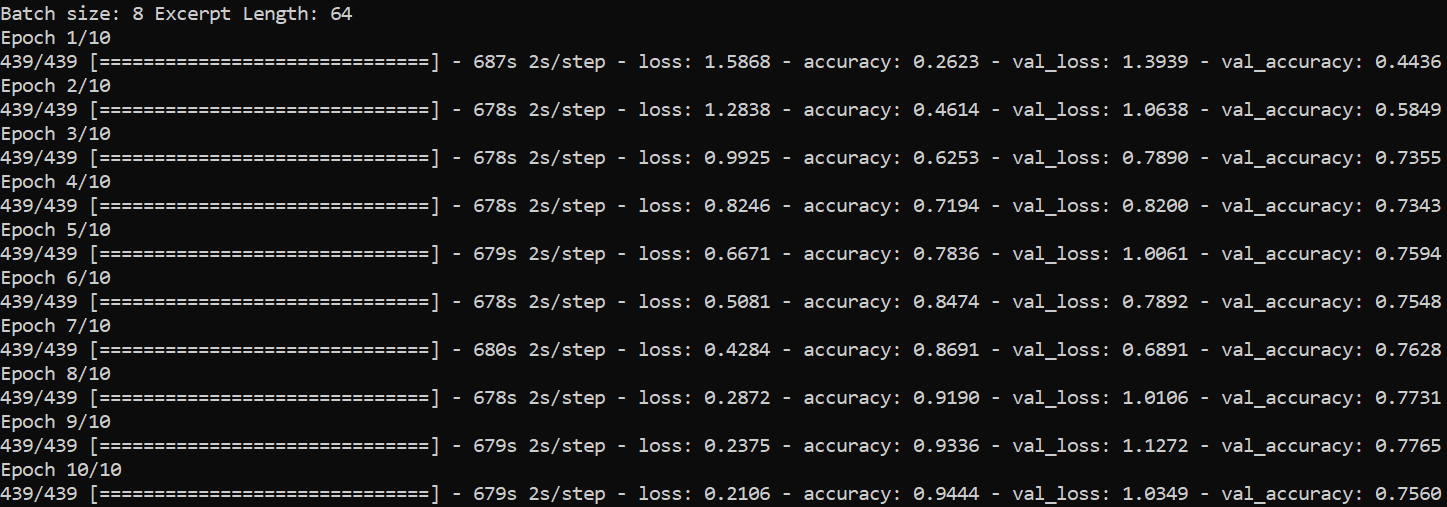 Batch size: 8 Excerpt Length: 64
Epoch 1/10
439/439 [==============================] - 687s 2s/step - loss: 1.5868 - accuracy: 0.2623 - val_loss: 1.3939 - val_accuracy: 0.4436
Epoch 2/10
439/439 [==============================] - 678s 2s/step - loss: 1.2838 - accuracy: 0.4614 - val_loss: 1.0638 - val_accuracy: 0.5849
Epoch 3/10
439/439 [==============================] - 678s 2s/step - loss: 0.9925 - accuracy: 0.6253 - val_loss: 0.7890 - val_accuracy: 0.7355
Epoch 4/10
439/439 [==============================] - 678s 2s/step - loss: 0.8246 - accuracy: 0.7194 - val_loss: 0.8200 - val_accuracy: 0.7343
Epoch 5/10
439/439 [==============================] - 679s 2s/step - loss: 0.6671 - accuracy: 0.7836 - val_loss: 1.0061 - val_accuracy: 0.7594
Epoch 6/10
439/439 [==============================] - 678s 2s/step - loss: 0.5081 - accuracy: 0.8474 - val_loss: 0.7892 - val_accuracy: 0.7548
Epoch 7/10
439/439 [==============================] - 680s 2s/step - loss: 0.4284 - accuracy: 0.8691 - val_loss: 0.6891 - val_accuracy: 0.7628
Epoch 8/10
439/439 [==============================] - 678s 2s/step - loss: 0.2872 - accuracy: 0.9190 - val_loss: 1.0106 - val_accuracy: 0.7731
Epoch 9/10
439/439 [==============================] - 679s 2s/step - loss: 0.2375 - accuracy: 0.9336 - val_loss: 1.1272 - val_accuracy: 0.7765
Epoch 10/10
439/439 [==============================] - 679s 2s/step - loss: 0.2106 - accuracy: 0.9444 - val_loss: 1.0349 - val_accuracy: 0.7560